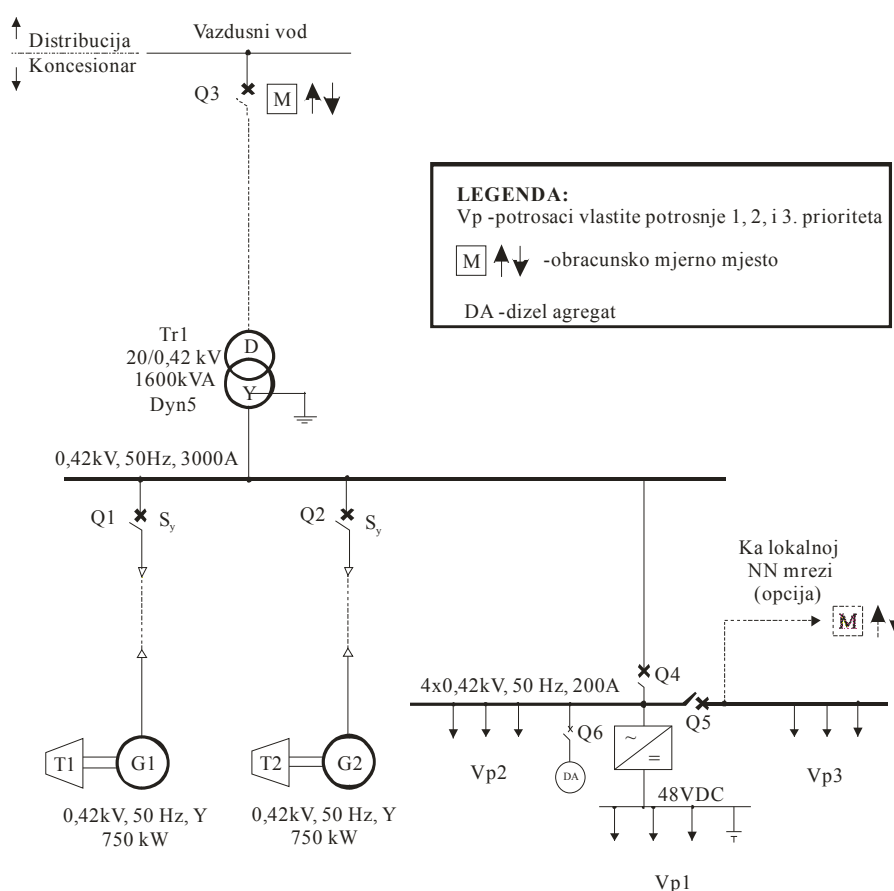 Distribucija
Vazdusni vod
Koncesionar
Q3
M
LEGENDA:
Vp -potrosaci vlastite potrosnje 1, 2, i 3. prioriteta
M -obracunsko mjerno mjesto
DA -dizel agregat
Tr1
20/0,42 kV
1600kVA
Dyn5
D
Y
0,42kV, 50Hz, 3000A
Q1
Sy
Q2
Sy
Ka lokalnoj
NN mrezi
(opcija)
M
Q4
4x0,42kV, 50 Hz, 200A
Q5
Q6
DA
~
=
Vp2
Vp3
T1
G1
T2
G2
0,42kV, 50 Hz, Y
750 kW
0,42kV, 50 Hz, Y
750 kW
48VDC
Vp1